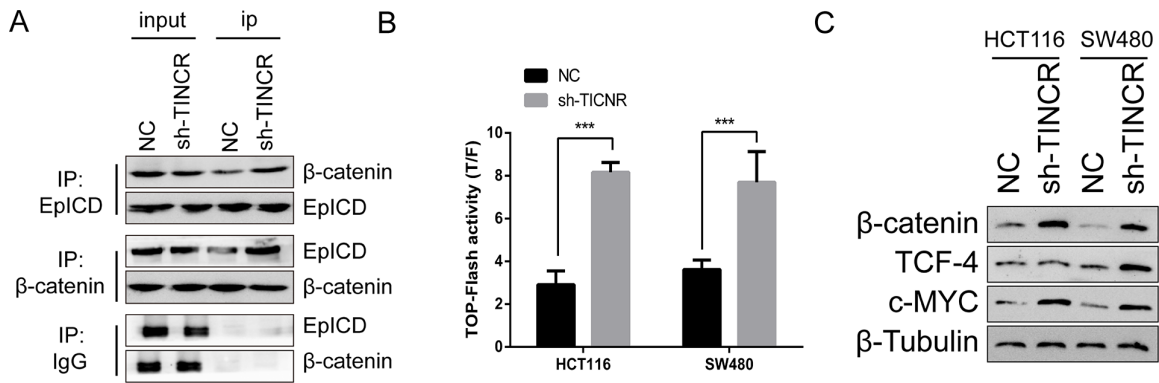 A
input
ip
NC
sh-TINCR
NC
sh-TINCR
IP:
EpICD
β-catenin
EpICD
IP:
β-catenin
EpICD
β-catenin
IP:
IgG
EpICD
β-catenin
B
NC
sh-TICNR
TOP-Flash activity (T/F)
10
8
6
4
2
0
***
***
HCT116
SW480
C
HCT116
SW480
NC
sh-TINCR
NC
sh-TINCR
β-catenin
TCF-4
c-MYC
β-Tubulin